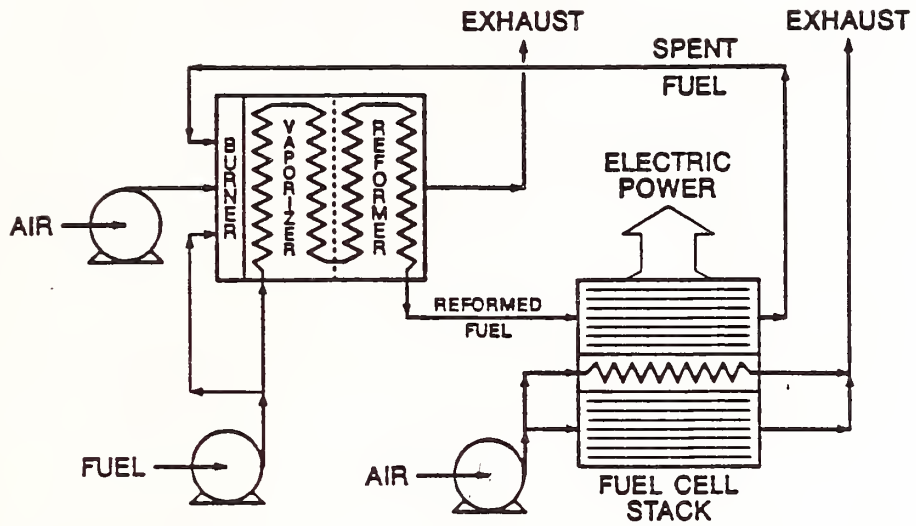 EXHAUST
EXHAUST
SPENT
FUEL
BURNER
VAPORIZER
REFORMER
ELECTRIC
POWER
AIR
REFORMED
FUEL
FUEL
AIR
FUEL CELL
STACK